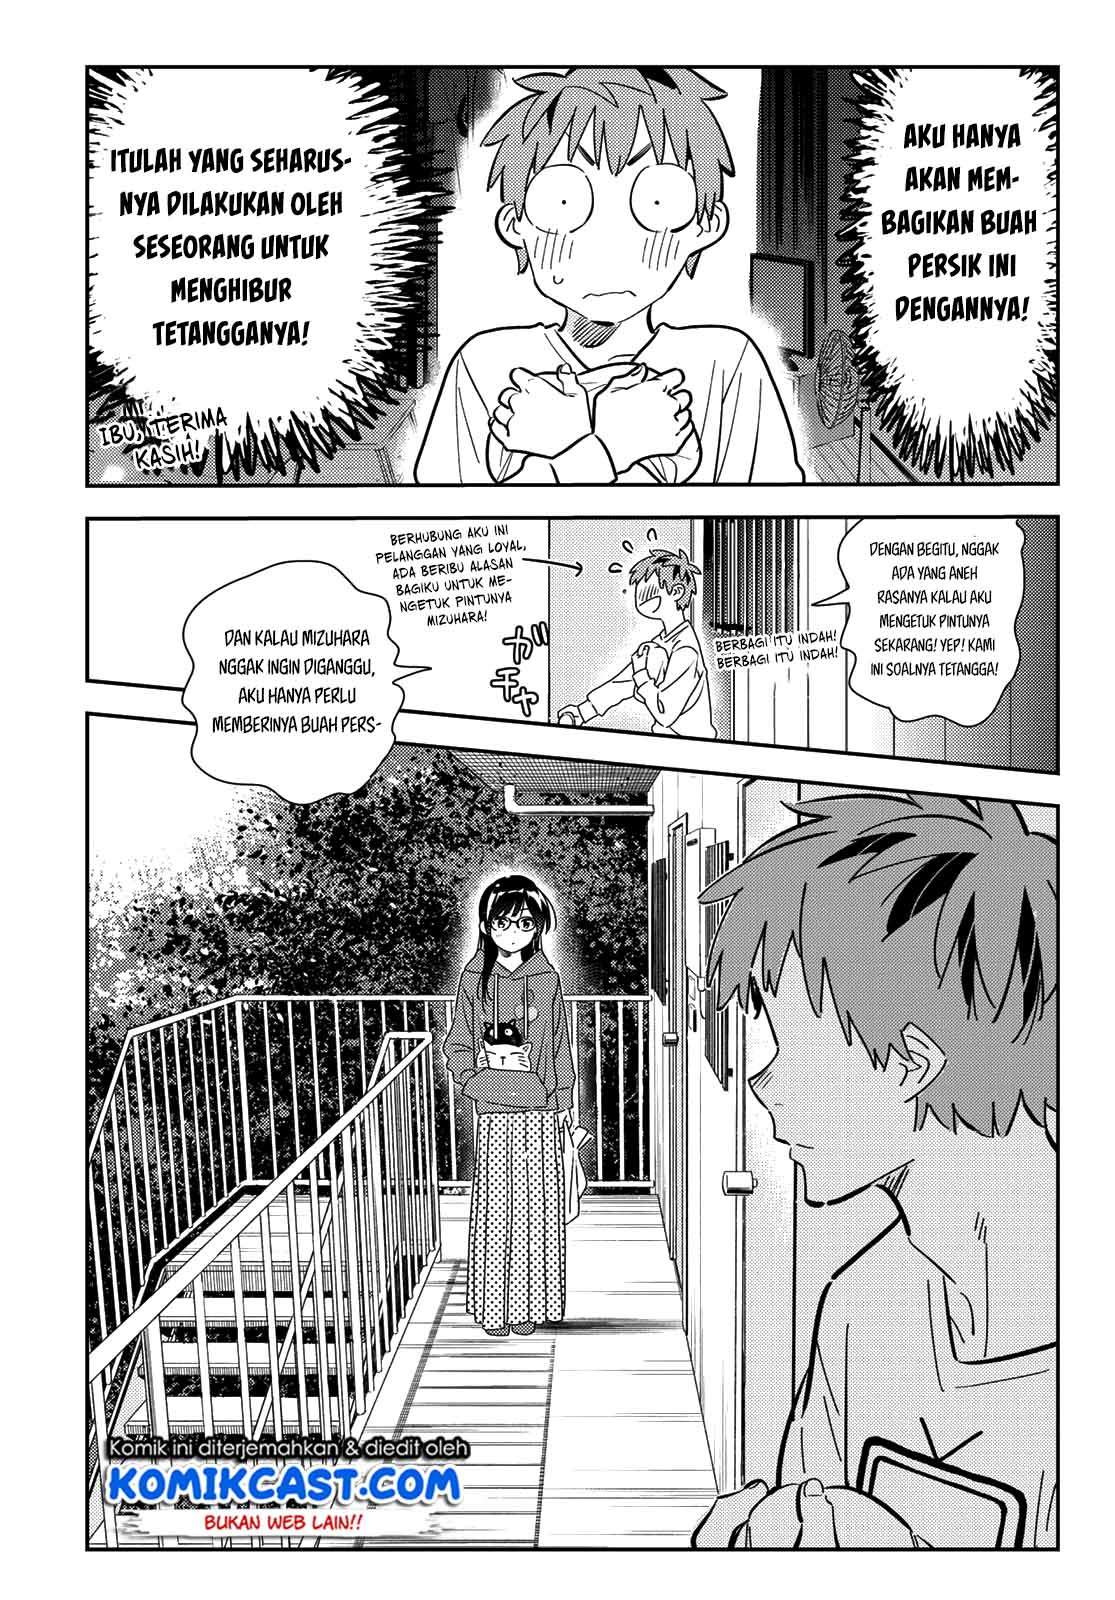 AKU HANYA
AKAN MEM-
BAGIKAN BUAH
PERSIK INI
DENGANNYA!
ITULAH YANG SEHARUS-
NYA DILAKUKAN OLEH
SESEORANG UNTUK
MENGHIBUR
TETANGGANYA!
IBU, TERIMA
KASIH!
DENGAN BEGITU, NGGAK
ADA YANG ANEH
RASANYA KALAU AKU
MENGETUK PINTUNYA
SEKARANG! YEP! KAMI
INI SOALNYA TETANGGA!
BERBAGI ITU INDAH!
BERBAGI ITU INDAH!
BERHUBUNG AKU INI
PELANGGAN YANG LOYAL,
ADA BERIBU ALASAN
BAGIKU UNTUK ME-
NGETUK PINTUNYA
MIZUHARA!
ガチャ
DAN KALAU MIZUHARA
NGGAK INGIN DIGANGGU,
AKU HANYA PERLU
MEMBERINYA BUAH PERS-
Komik ini diterjemahkan & diedit oleh
KOMIKCAST.COM
BUKAN WEB LAIN!!